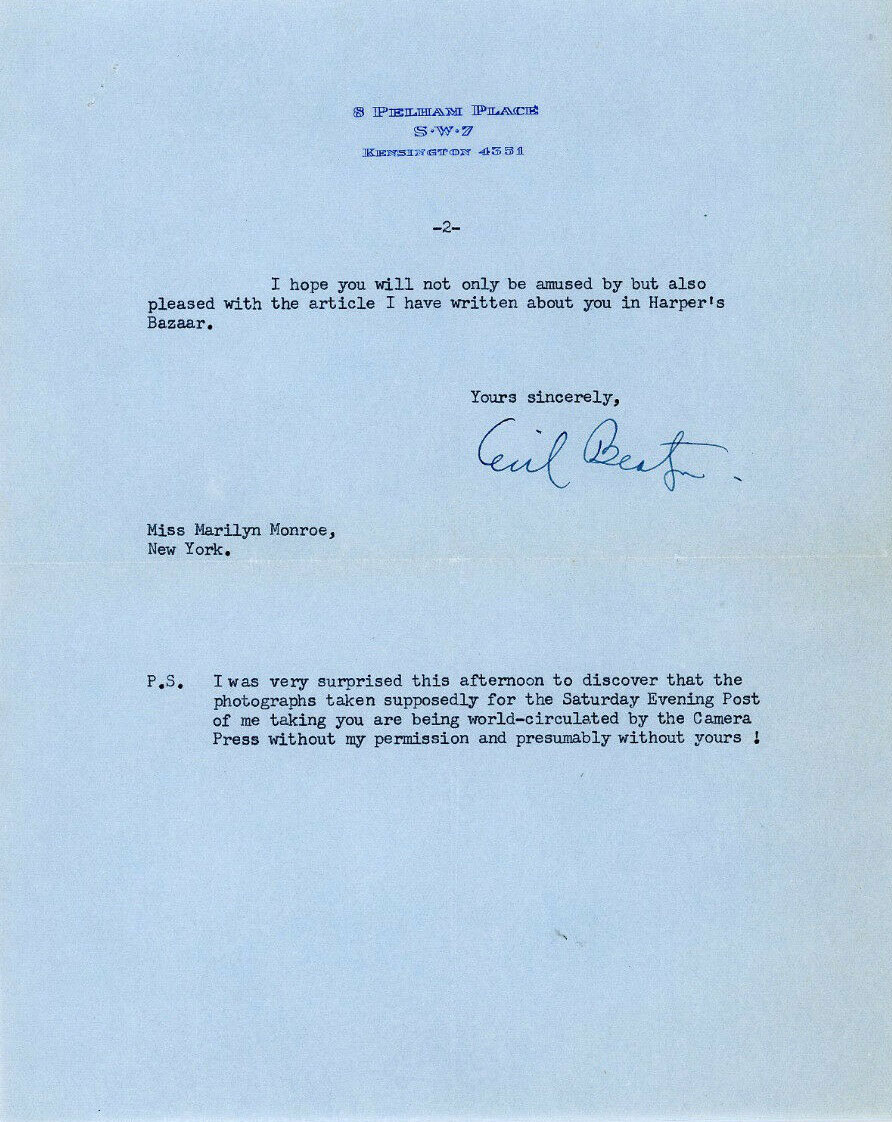 8 PELHAM PLACE
S·W·7
KENSINGTON 4351
-2-
I hope you will not only be amused by but also
pleased with the article I have written about you in Harper's
Bazaar.
Yours sincerely,
Cecil Beaton.
Miss Marilyn Monroe,
New York.
P.S. I was very surprised this afternoon to discover that the
photographs taken supposedly for the Saturday Evening Post
of me taking you are being world-circulated by the Camera
Press without my permission and presumably without yours !